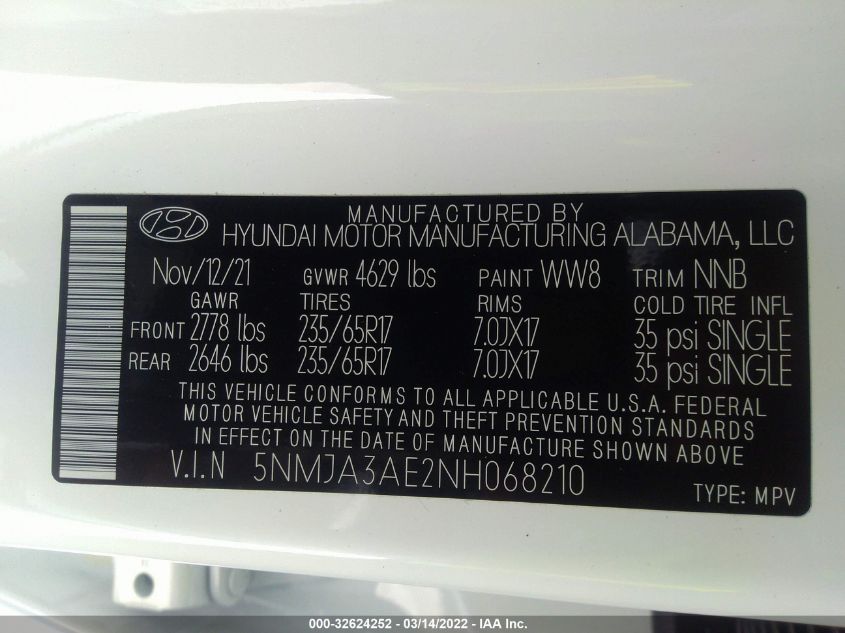 MANUFACTURED BY
HYUNDAI MOTOR MANUFACTURING ALABAMA, LLC
Nov/12/21 GVWR 4629 lbs PAINT WW8 TRIM NNB
GAWR TIRES RIMS COLD TIRE INFL
FRONT 2778 lbs 235/65R17 7.0JX17 35 psi SINGLE
REAR 2646 lbs 235/65R17 7.0JX17 35 psi SINGLE
THIS VEHICLE CONFORMS TO ALL APPLICABLE U.S.A. FEDERAL
MOTOR VEHICLE SAFETY AND THEFT PREVENTION STANDARDS
IN EFFECT ON THE DATE OF MANUFACTURE SHOWN ABOVE
V.I.N 5NMJA3AE2NH068210
TYPE: MPV
000-32624252 - 03/14/2022 - IAA Inc.